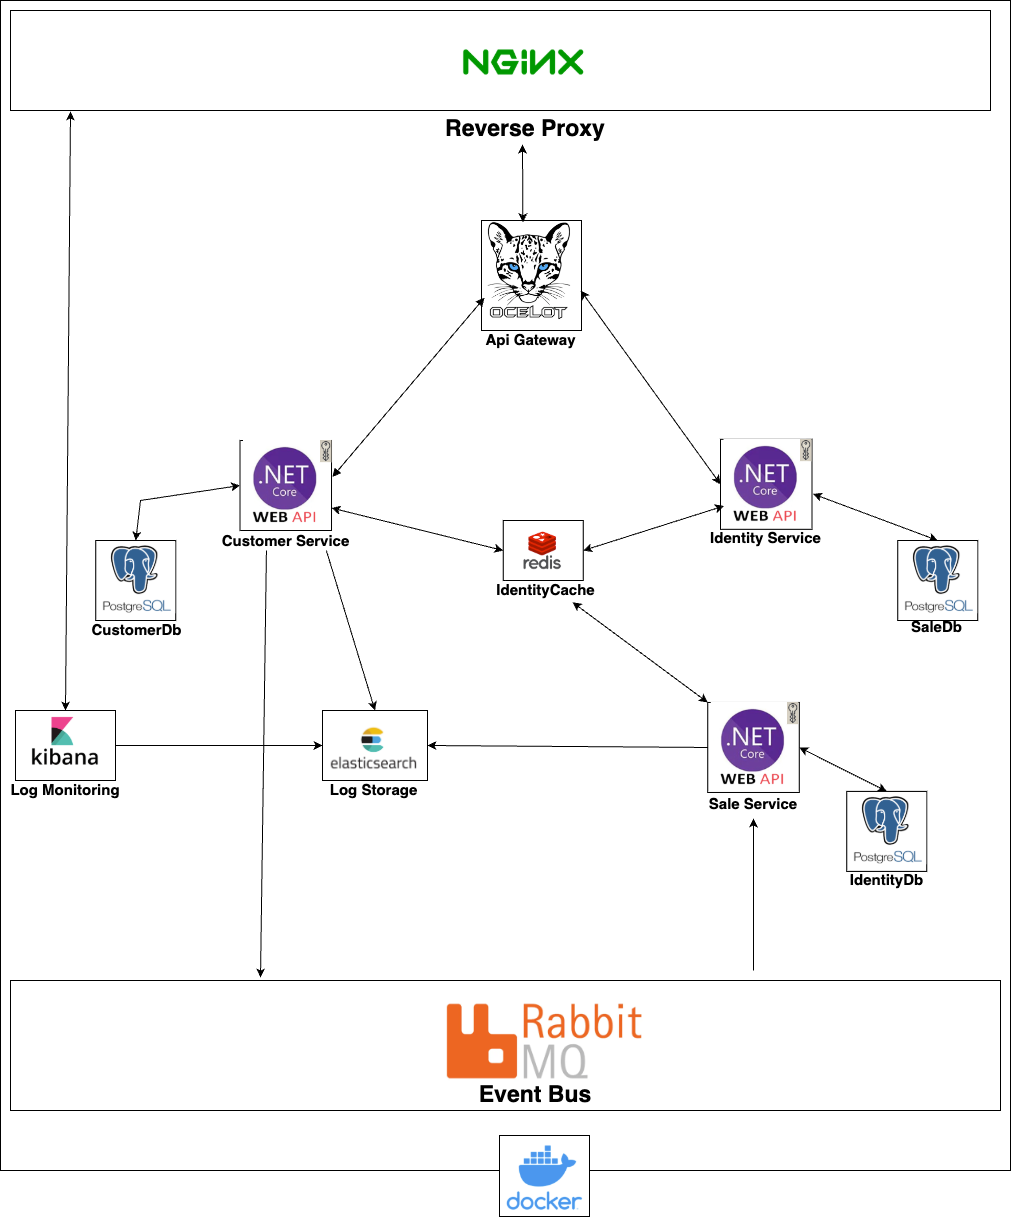 NGiNX
Reverse Proxy
OCELOT
Api Gateway
.NET
Core
WEB API
Customer Service
.NET
Core
WEB API
Identity Service
redis
IdentityCache
PostgreSQL
CustomerDb
PostgreSQL
SaleDb
kibana
Log Monitoring
elasticsearch
Log Storage
.NET
Core
WEB API
Sale Service
PostgreSQL
IdentityDb
Rabbit
MQ
Event Bus
docker